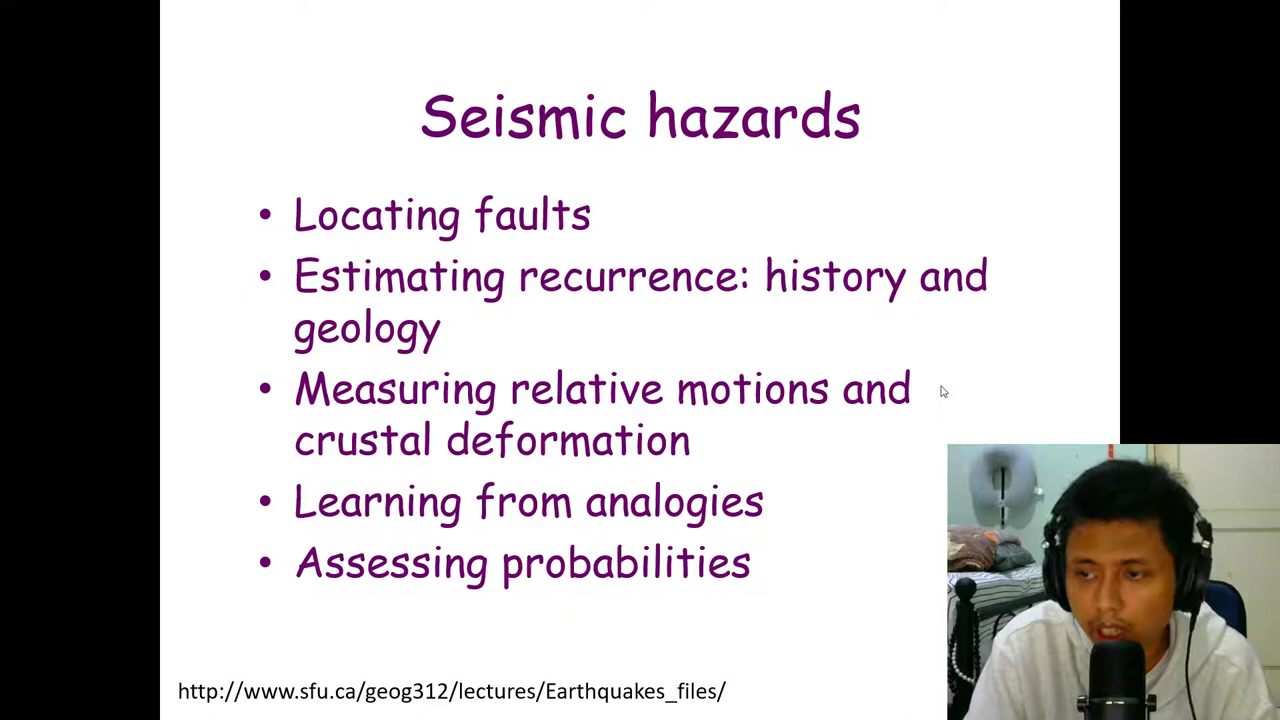 Seismic hazards
• Locating faults
• Estimating recurrence: history and
geology
• Measuring relative motions and
crustal deformation
• Learning from analogies
• Assessing probabilities
http://www.sfu.ca/geog312/lectures/Earthquakes_files/